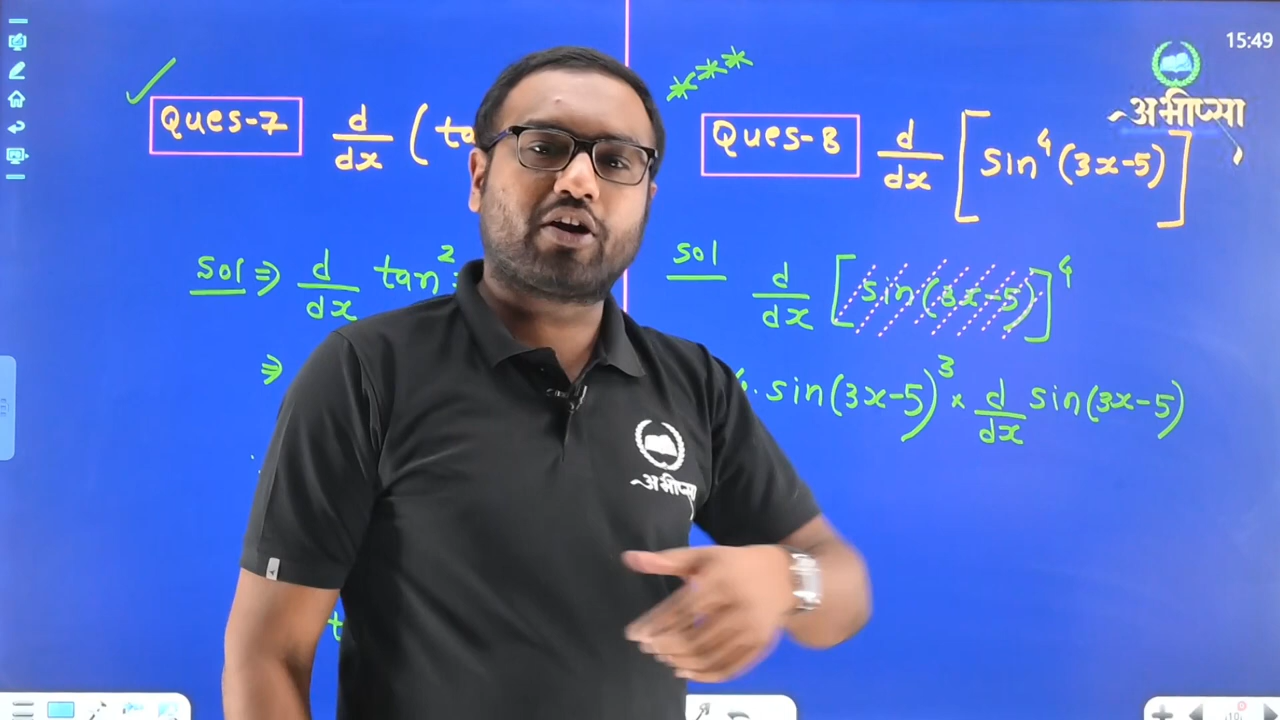 15:49
अभीप्सा
Ques-7 d/dx (ta
Sol ⇒ d/dx tan²
⇒
t
***
Ques-8 d/dx [sin⁴(3x-5)]
Sol d/dx [sin(3x-5)]⁴
. sin(3x-5)³ × d/dx sin(3x-5)
अभीप्सा